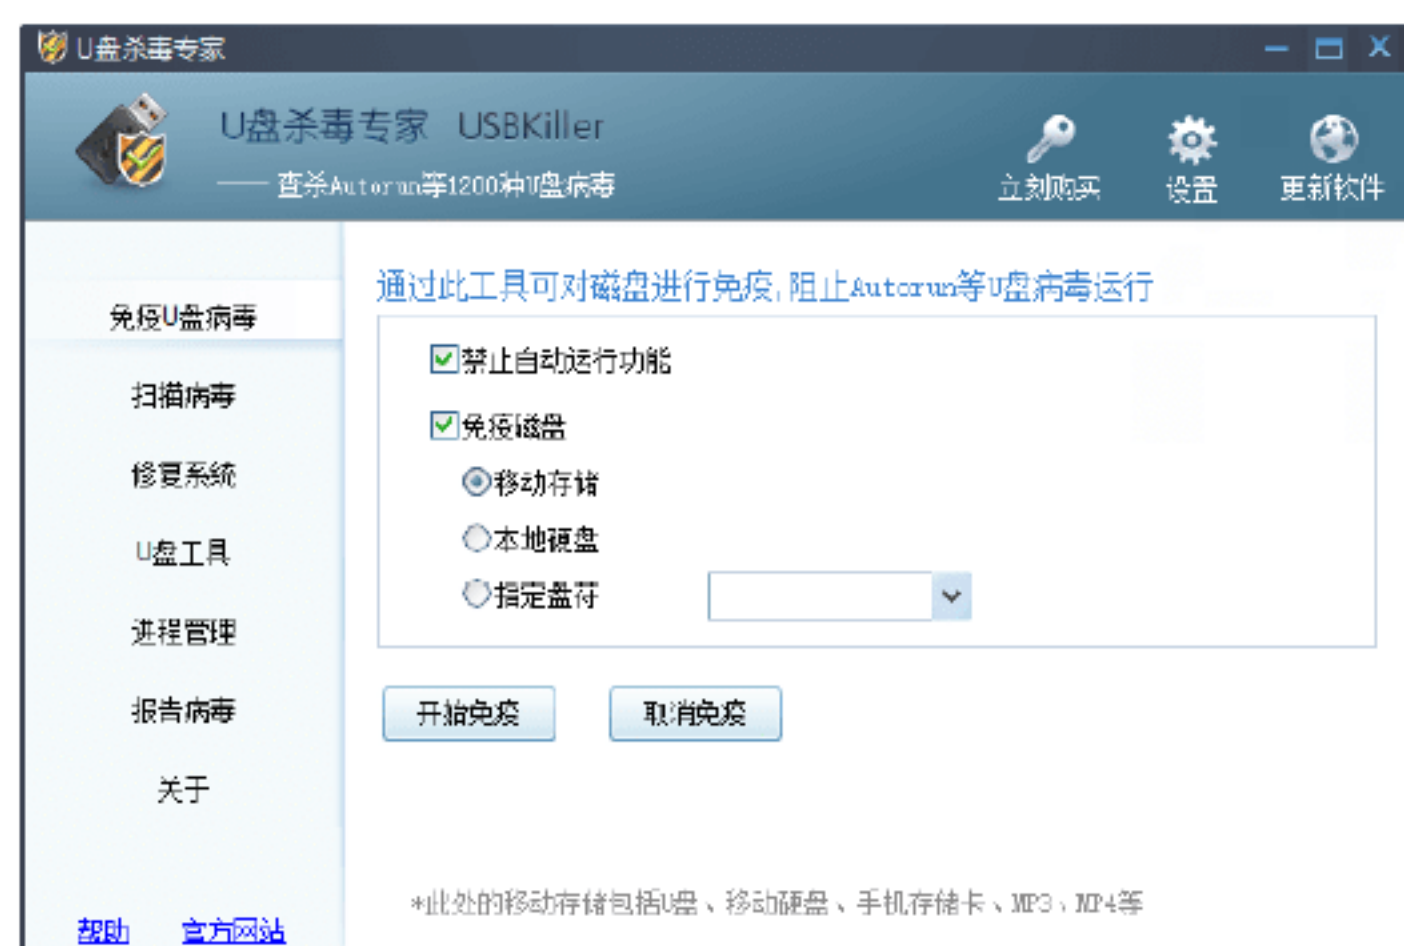 U盘杀毒专家
U盘杀毒专家 USBKiller
—— 查杀Autorun等1200种U盘病毒
立刻购买 设置 更新软件
免疫U盘病毒
扫描病毒
修复系统
U盘工具
进程管理
报告病毒
关于
帮助 官方网站
通过此工具可对磁盘进行免疫,阻止Autorun等U盘病毒运行
禁止自动运行功能
免疫磁盘
移动存储
本地硬盘
指定盘符
开始免疫 取消免疫
*此处的移动存储包括U盘、移动硬盘、手机存储卡、MP3、MP4等